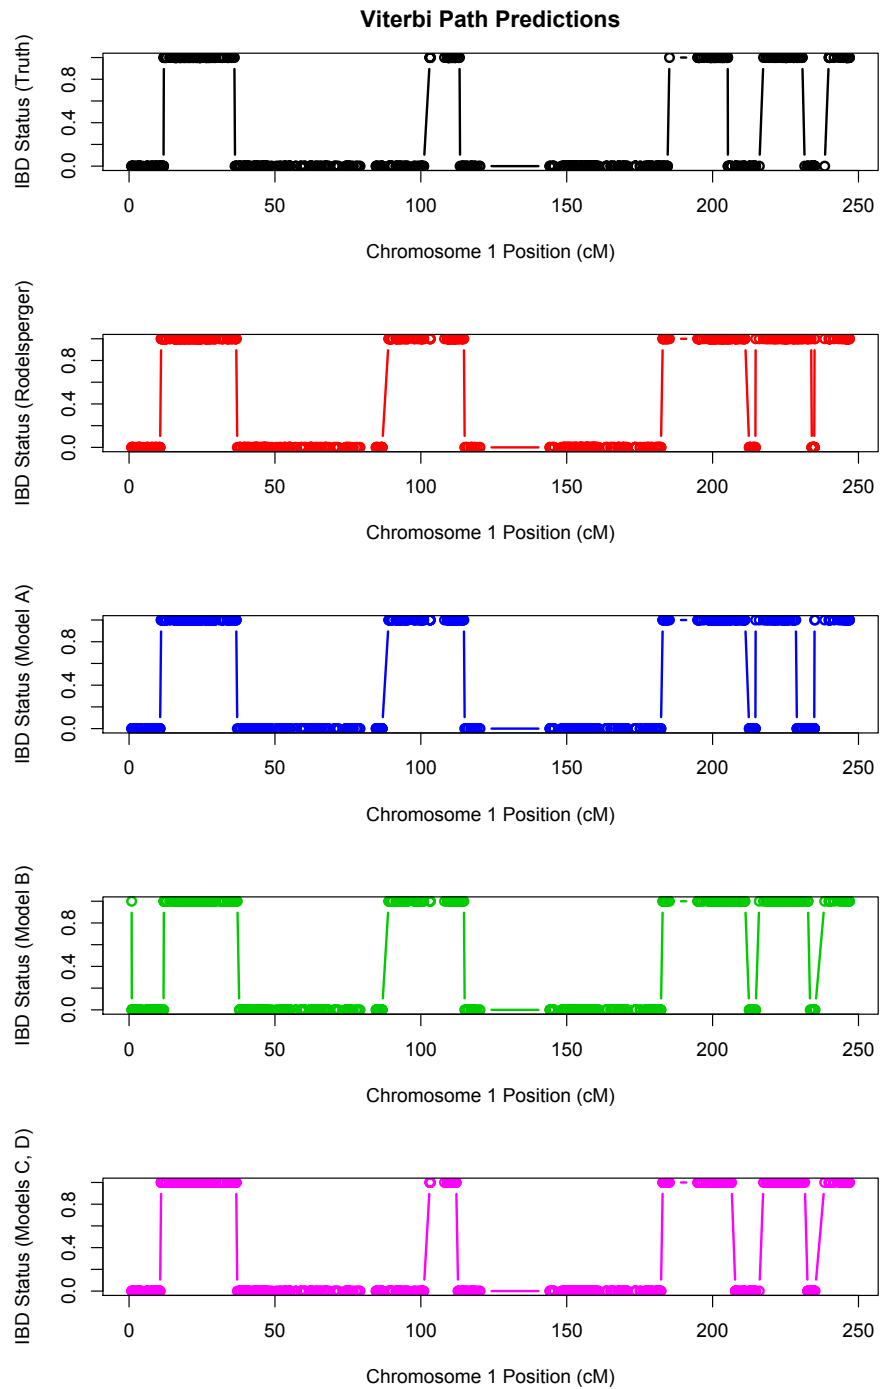 Viterbi Path Predictions
IBD Status (Truth)
0.0 0.4 0.8
0 50 100 150 200 250
Chromosome 1 Position (cM)
IBD Status (Rodelsperger)
0.0 0.4 0.8
0 50 100 150 200 250
Chromosome 1 Position (cM)
IBD Status (Model A)
0.0 0.4 0.8
0 50 100 150 200 250
Chromosome 1 Position (cM)
IBD Status (Model B)
0.0 0.4 0.8
0 50 100 150 200 250
Chromosome 1 Position (cM)
IBD Status (Models C, D)
0.0 0.4 0.8
0 50 100 150 200 250
Chromosome 1 Position (cM)